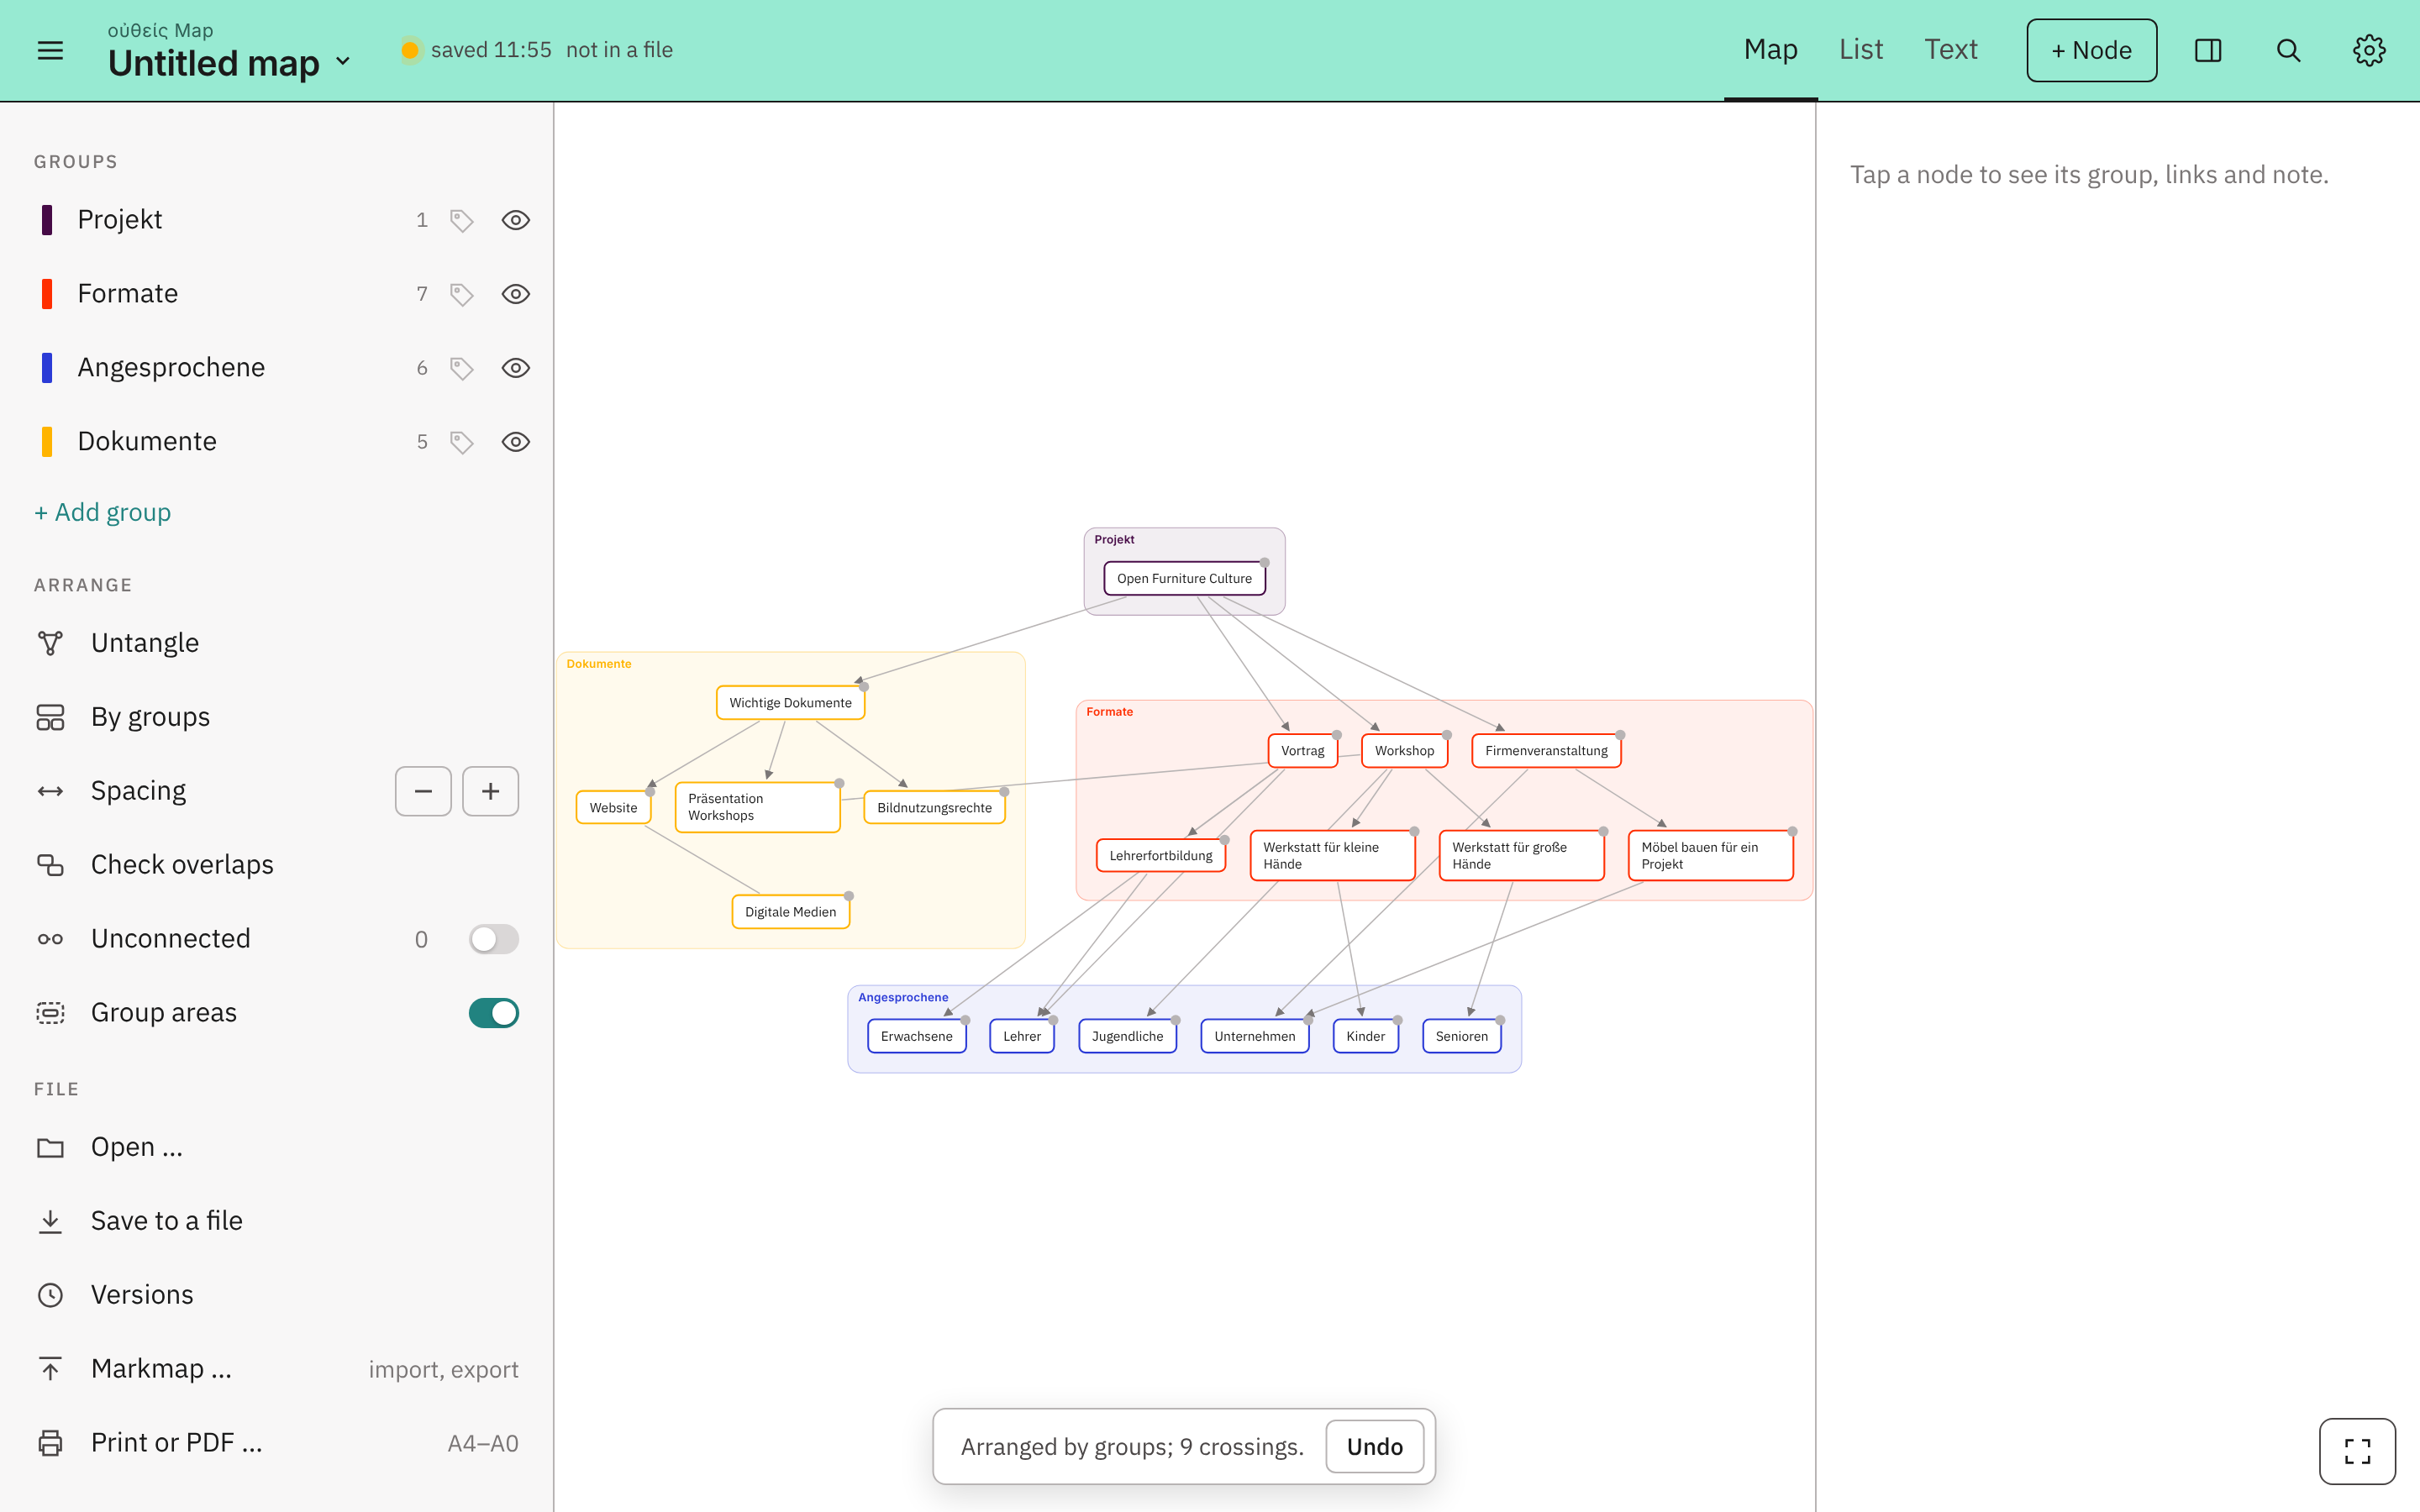 οὐθείς Map
Untitled map
saved 11:55 not in a file
Map
List
Text
+ Node
GROUPS
Projekt 1
Formate 7
Angesprochene 6
Dokumente 5
+ Add group
ARRANGE
Untangle
By groups
Spacing
Check overlaps
Unconnected 0
Group areas
FILE
Open ...
Save to a file
Versions
Markmap ... import, export
Print or PDF ... A4–A0
Projekt
Open Furniture Culture
Dokumente
Wichtige Dokumente
Website
Präsentation
Workshops
Bildnutzungsrechte
Digitale Medien
Formate
Vortrag
Workshop
Firmenveranstaltung
Lehrerfortbildung
Werkstatt für kleine
Hände
Werkstatt für große
Hände
Möbel bauen für ein
Projekt
Angesprochene
Erwachsene
Lehrer
Jugendliche
Unternehmen
Kinder
Senioren
Arranged by groups; 9 crossings.
Undo
Tap a node to see its group, links and note.